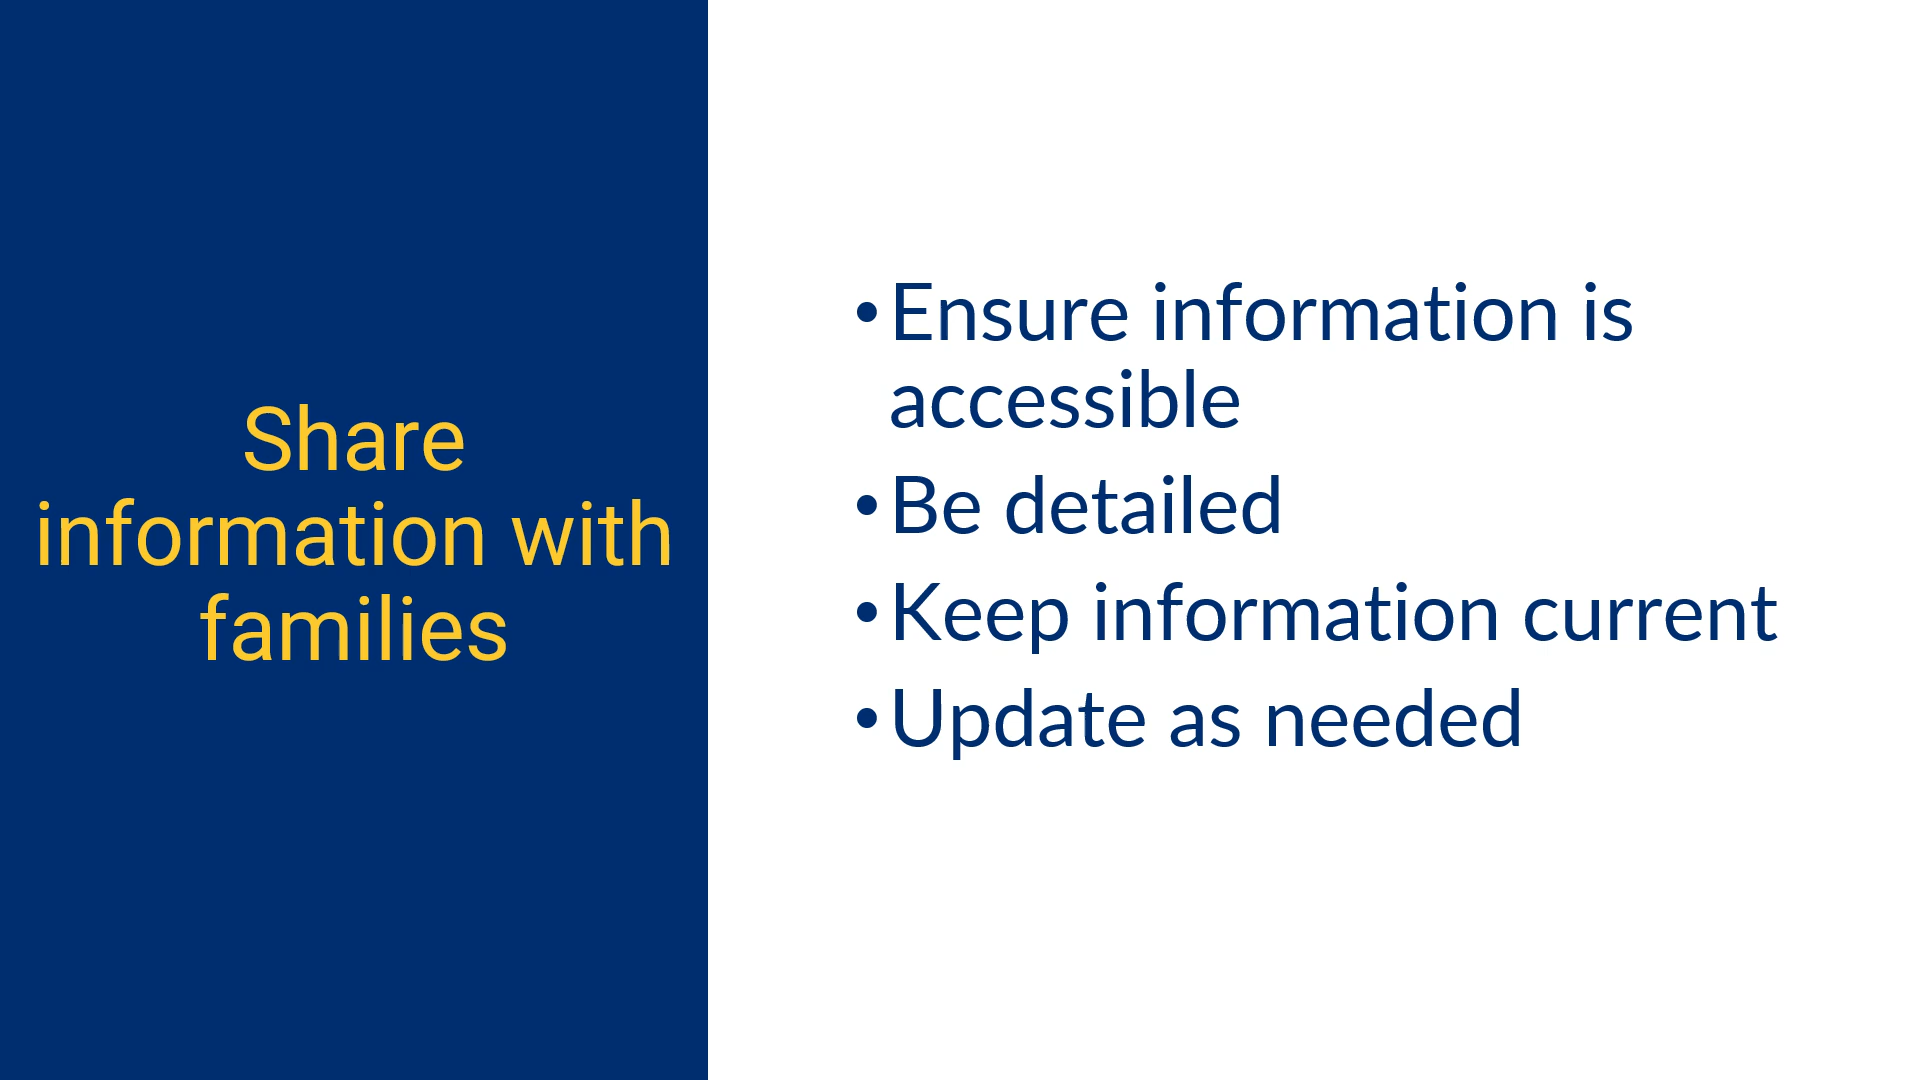 Share
information with
families
• Ensure information is
accessible
• Be detailed
• Keep information current
• Update as needed